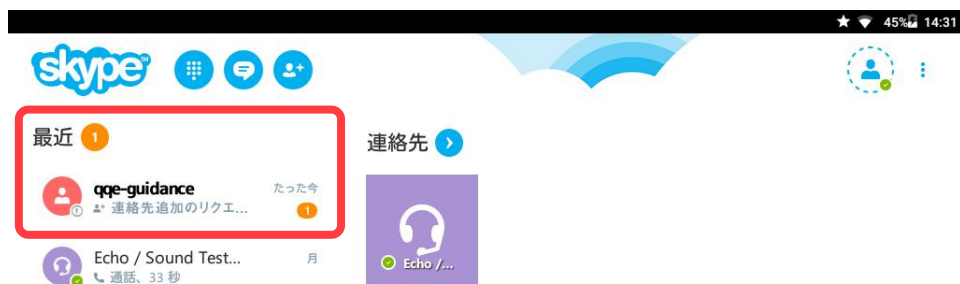 45% 14:31
skype™
最近 1
連絡先
qqe-guidance たった今
連絡先追加のリクエ... 1
Echo / Sound Test... 月
通話、33 秒
Echo /...